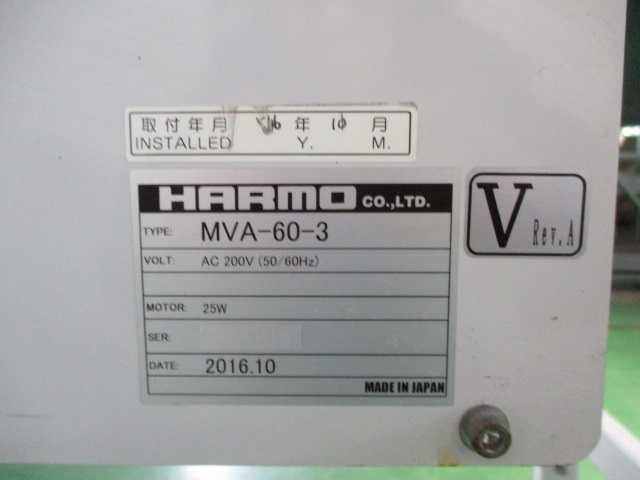 取付年月 '16 年 10 月
INSTALLED Y. M.
HARMO CO.,LTD.
TYPE: MVA-60-3
VOLT: AC 200V (50/60Hz)
MOTOR: 25W
SER:
DATE: 2016.10
MADE IN JAPAN
V Rev.A